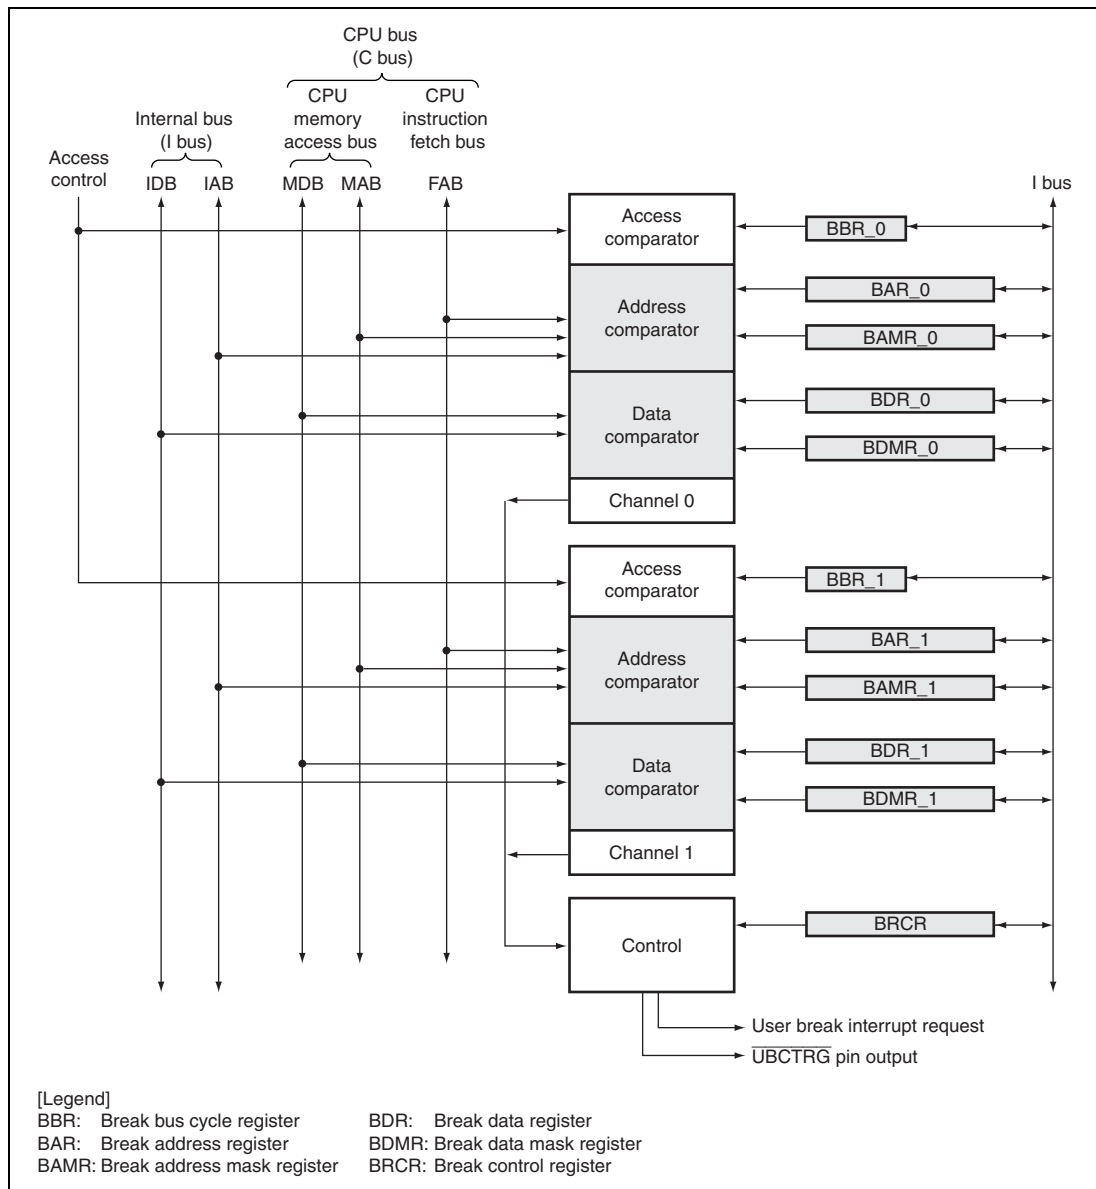 CPU bus
(C bus)
CPU
memory
access bus
CPU
instruction
fetch bus
Internal bus
(I bus)
Access
control
IDB
IAB
MDB
MAB
FAB
I bus
Access
comparator
BBR_0
Address
comparator
BAR_0
BAMR_0
Data
comparator
BDR_0
BDMR_0
Channel 0
Access
comparator
BBR_1
Address
comparator
BAR_1
BAMR_1
Data
comparator
BDR_1
BDMR_1
Channel 1
Control
BRCR
User break interrupt request
UBCTRG pin output
[Legend]
BBR: Break bus cycle register
BAR: Break address register
BAMR: Break address mask register
BDR: Break data register
BDMR: Break data mask register
BRCR: Break control register